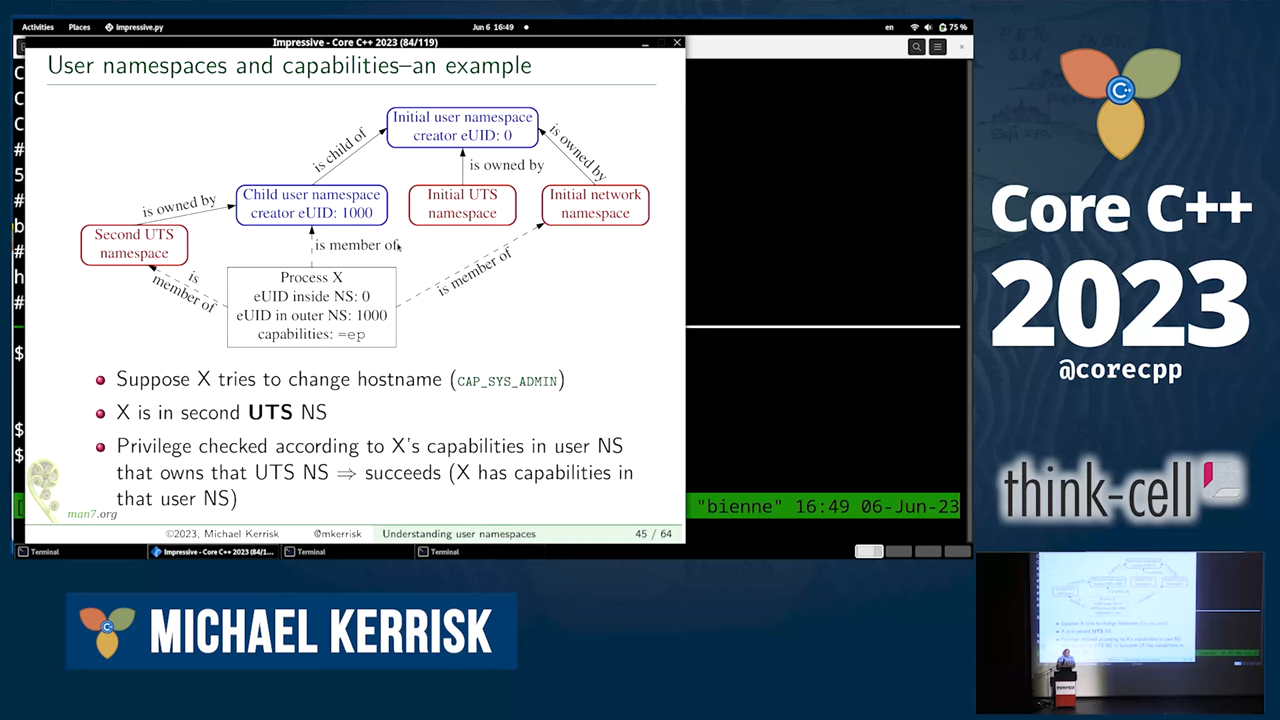 Activities Places Impressive.py Jun 6 16:49 en 75 %
Impressive - Core C++ 2023 (84/119)
User namespaces and capabilities—an example
Initial user namespace
creator eUID: 0
is child of
is owned by
is owned by
Child user namespace
creator eUID: 1000
Initial UTS
namespace
Initial network
namespace
is owned by
Second UTS
namespace
is member of
is
member of
is member of
Process X
eUID inside NS: 0
eUID in outer NS: 1000
capabilities: =ep
Suppose X tries to change hostname (CAP_SYS_ADMIN)
X is in second UTS NS
Privilege checked according to X's capabilities in user NS
that owns that UTS NS ⇒ succeeds (X has capabilities in
that user NS)
man7.org
©2023, Michael Kerrisk @mkerrisk Understanding user namespaces 45 / 64
C
C
C
#
5
#
b
#
h
#
$
$
$
[
"bienne" 16:49 06-Jun-23
Terminal Impressive - Core C++ 2023 (84/1... Terminal Terminal
C++
Core C++
2023
@corecpp
think-cell
MICHAEL KERRISK